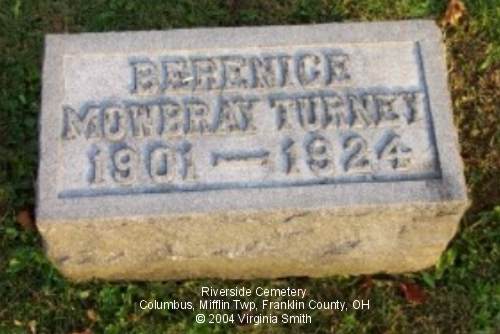 BERENICE
MOWBRAY TURNEY
1901 — 1924
Riverside Cemetery
Columbus, Mifflin Twp, Franklin County, OH
© 2004 Virginia Smith